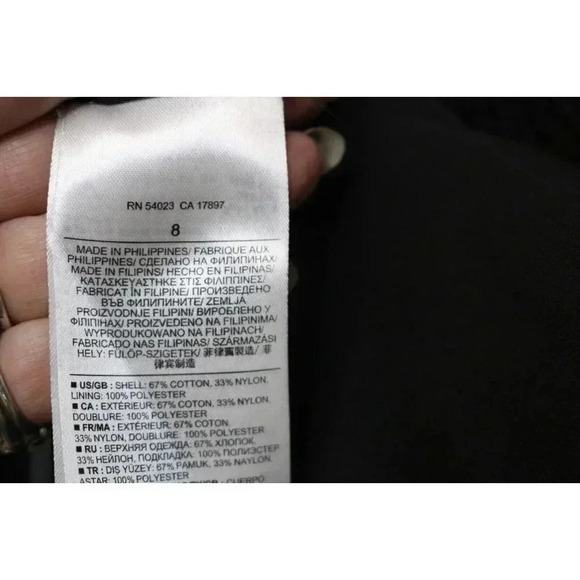 RN 54023 CA 17897
8
MADE IN PHILIPPINES/ FABRIQUE AUX
PHILIPPINES/ СДЕЛАНО НА ФИЛИПИНАХ/
MADE IN FILIPINS/ HECHO EN FILIPINAS/
ΚΑΤΑΣΚΕΥΑΣΤΗΚΕ ΣΤΙΣ ΦΙΛΙΠΠΙΝΕΣ/
FABRICAT IN FILIPINE/ ПРОИЗВЕДЕНО
ВЪВ ФИЛИПИНИТЕ/ ZEMLJA
PROIZVODNJE FILIPINI/ ВИРОБЛЕНО У
ФІЛІПІНАХ/ PROIZVEDENO NA FILIPINIMA/
WYPRODUKOWANO NA FILIPINACH/
FABRICADO NAS FILIPINAS/ SZÁRMAZÁSI
HELY: FÜLÖP-SZIGETEK/ 菲律賓製造/ 菲
律宾制造
■ US/GB : SHELL: 67% COTTON, 33% NYLON,
LINING: 100% POLYESTER
■ CA : EXTÉRIEUR: 67% COTON, 33% NYLON,
DOUBLURE: 100% POLYESTER
■ FR/MA : EXTÉRIEUR: 67% COTON,
33% NYLON, DOUBLURE: 100% POLYESTER
■ RU : ВЕРХНЯЯ ОДЕЖДА: 67% ХЛОПОК,
33% НЕЙЛОН, ПОДКЛАДКА: 100% ПОЛИЭСТЕР
■ TR : DIŞ YÜZEY: 67% PAMUK, 33% NAYLON,
ASTAR: 100% POLYESTER
CUERPO